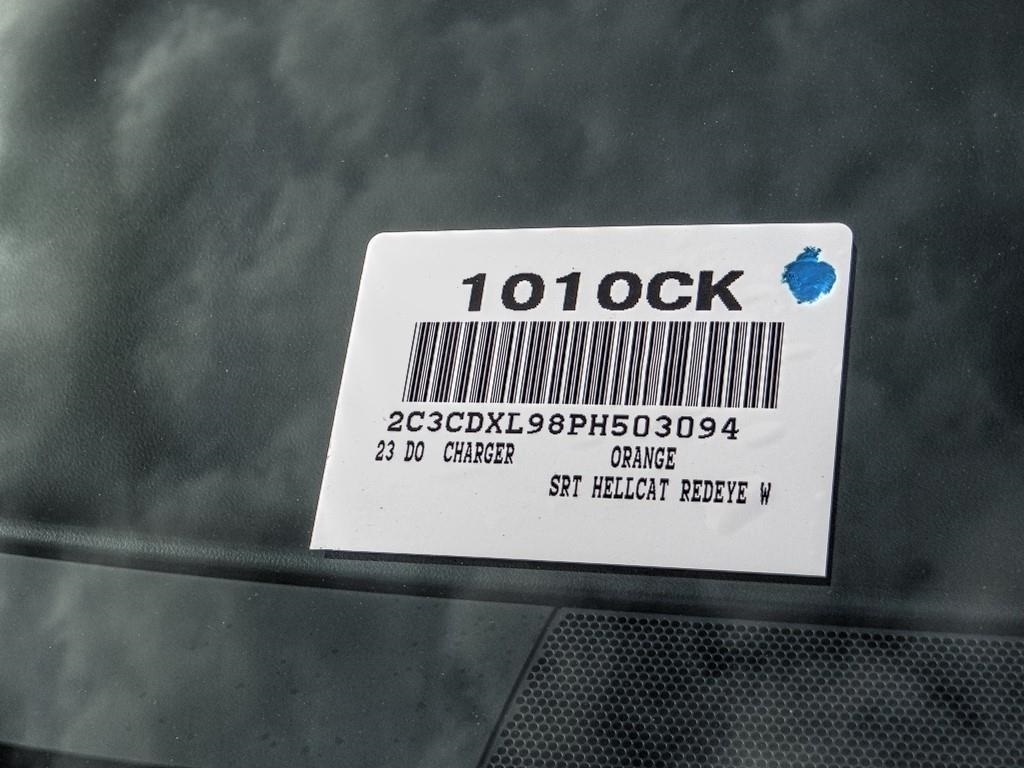 1010CK
2C3CDXL98PH503094
23 DO CHARGER ORANGE
SRT HELLCAT REDEYE W